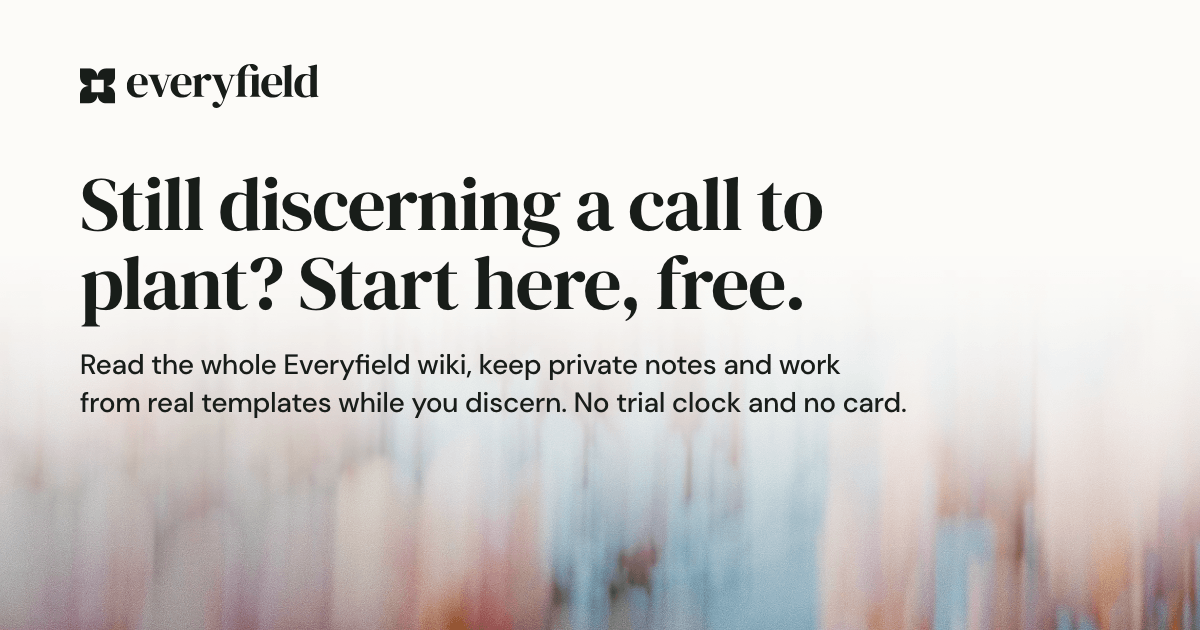 everyfield
Still discerning a call to
plant? Start here, free.
Read the whole Everyfield wiki, keep private notes and work
from real templates while you discern. No trial clock and no card.